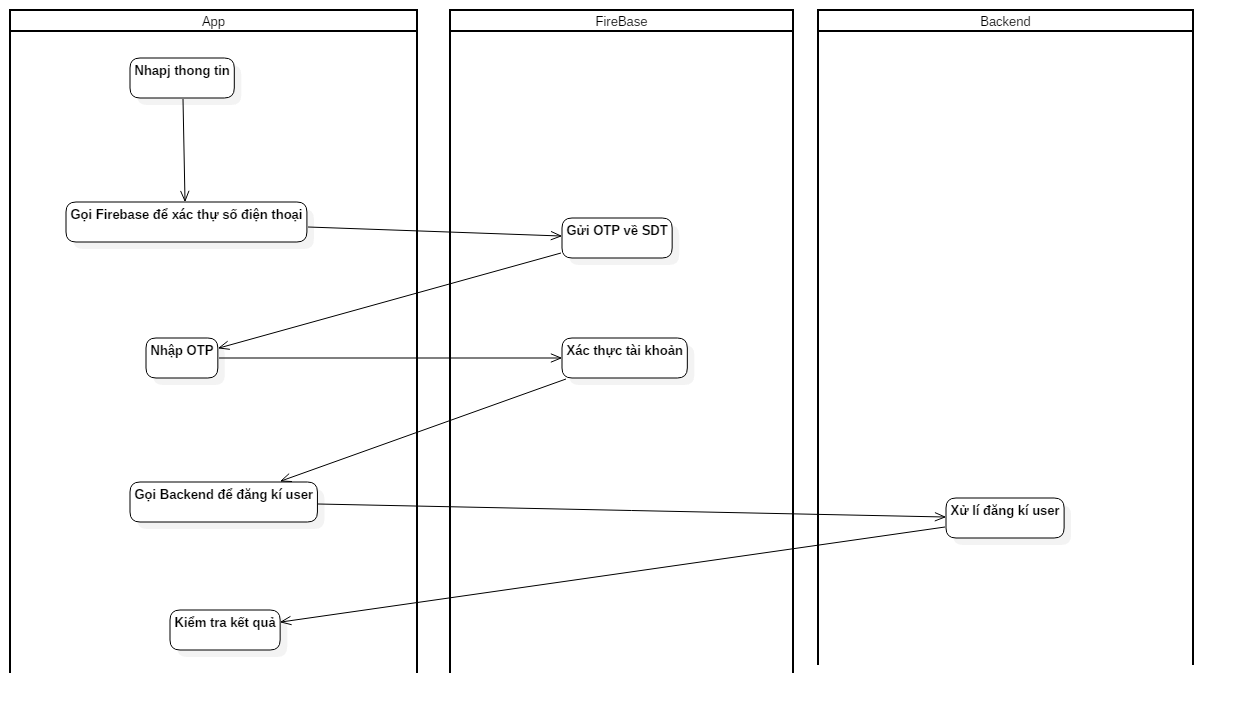 App
FireBase
Backend
Nhapj thong tin
Gọi Firebase để xác thự số điện thoại
Gửi OTP về SDT
Nhập OTP
Xác thực tài khoản
Gọi Backend để đăng kí user
Xử lí đăng kí user
Kiểm tra kết quả